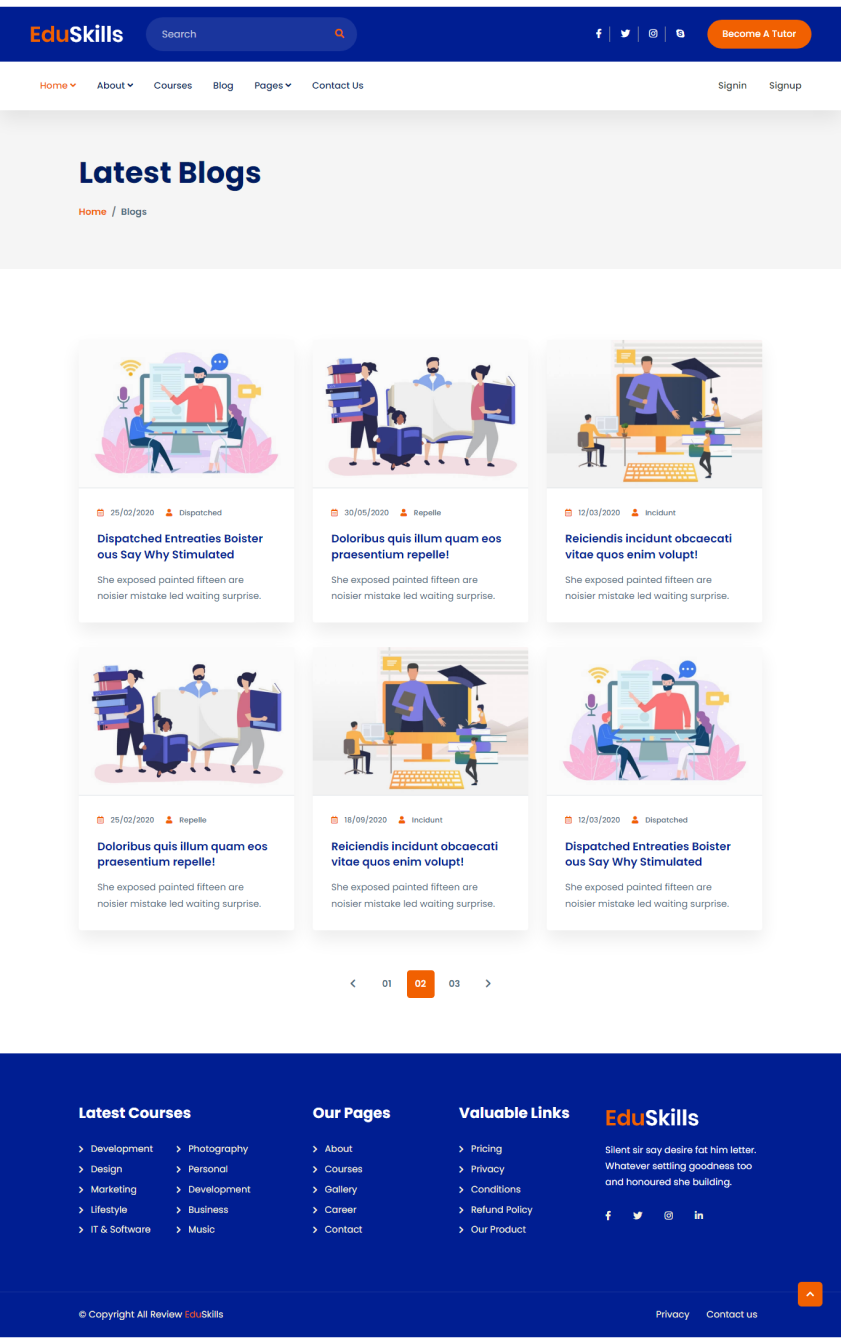 EduSkills
Search
Become A Tutor
Home
About
Courses
Blog
Pages
Contact Us
Signin
Signup
Latest Blogs
Home / Blogs
25/02/2020 Dispatched
Dispatched Entreaties Boister
ous Say Why Stimulated
She exposed painted fifteen are
noisier mistake led waiting surprise.
30/05/2020 Repelle
Doloribus quis illum quam eos
praesentium repelle!
She exposed painted fifteen are
noisier mistake led waiting surprise.
12/03/2020 Incidunt
Reiciendis incidunt obcaecati
vitae quos enim volupt!
She exposed painted fifteen are
noisier mistake led waiting surprise.
25/02/2020 Repelle
Doloribus quis illum quam eos
praesentium repelle!
She exposed painted fifteen are
noisier mistake led waiting surprise.
18/09/2020 Incidunt
Reiciendis incidunt obcaecati
vitae quos enim volupt!
She exposed painted fifteen are
noisier mistake led waiting surprise.
12/03/2020 Dispatched
Dispatched Entreaties Boister
ous Say Why Stimulated
She exposed painted fifteen are
noisier mistake led waiting surprise.
01 02 03
Latest Courses
Development
Design
Marketing
Lifestyle
IT & Software
Photography
Personal
Development
Business
Music
Our Pages
About
Courses
Gallery
Career
Contact
Valuable Links
Pricing
Privacy
Conditions
Refund Policy
Our Product
EduSkills
Silent sir say desire fat him letter.
Whatever settling goodness too
and honoured she building.
© Copyright All Review EduSkills
Privacy
Contact us